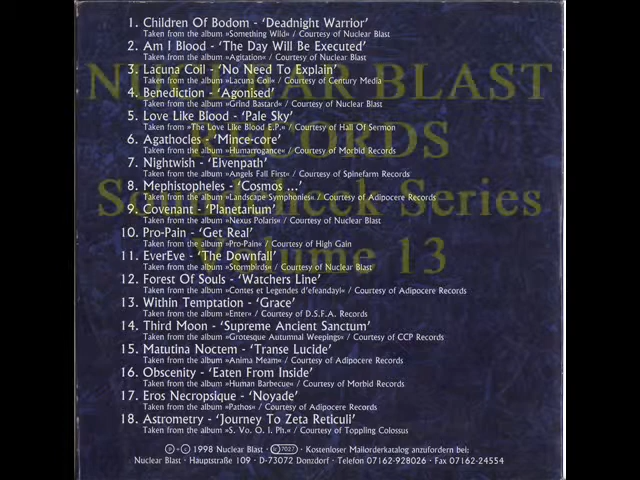 1. Children Of Bodom - ‘Deadnight Warrior’
Taken from the album »Something Wild« / Courtesy of Nuclear Blast
2. Am I Blood - ‘The Day Will Be Executed’
Taken from the album »Agitation« / Courtesy of Nuclear Blast
3. Lacuna Coil - ‘No Need To Explain’
Taken from the album »Lacuna Coil« / Courtesy of Century Media
4. Benediction - ‘Agonised’
Taken from the album »Grind Bastard« / Courtesy of Nuclear Blast
5. Love Like Blood - ‘Pale Sky’
Taken from »The Love Like Blood E.P.« / Courtesy of Hall Of Sermon
6. Agathocles - ‘Mince-core’
Taken from the album »Humarrogance« / Courtesy of Morbid Records
7. Nightwish - ‘Elvenpath’
Taken from the album »Angels Fall First« / Courtesy of Spinefarm Records
8. Mephistopheles - ‘Cosmos ...’
Taken from the album »Landscape Symphonies« / Courtesy of Adipocere Records
9. Covenant - ‘Planetarium’
Taken from the album »Nexus Polaris« / Courtesy of Nuclear Blast
10. Pro-Pain - ‘Get Real’
Taken from the album »Pro-Pain« / Courtesy of High Gain
11. EverEve - ‘The Downfall’
Taken from the album »Stormbirds« / Courtesy of Nuclear Blast
12. Forest Of Souls - ‘Watchers Line’
Taken from the album »Contes et Legendes d'efeandayl« / Courtesy of Adipocere Records
13. Within Temptation - ‘Grace’
Taken from the album »Enter« / Courtesy of D.S.F.A. Records
14. Third Moon - ‘Supreme Ancient Sanctum’
Taken from the album »Grotesque Autumnal Weepings« / Courtesy of CCP Records
15. Matutina Noctem - ‘Transe Lucide’
Taken from the album »Anima Meam« / Courtesy of Adipocere Records
16. Obscenity - ‘Eaten From Inside’
Taken from the album »Human Barbecue« / Courtesy of Morbid Records
17. Eros Necropsique - ‘Noyade’
Taken from the album »Pathos« / Courtesy of Adipocere Records
18. Astrometry - ‘Journey To Zeta Reticuli’
Taken from the album »S. Vo. O. I. Ph.« / Courtesy of Toppling Colossus
℗ + © 1998 Nuclear Blast · LC 7027 · Kostenloser Mailorderkatalog anzufordern bei:
Nuclear Blast · Hauptstraße 109 · D-73072 Donzdorf · Telefon 07162-928026 · Fax 07162-24554
NUCLEAR BLAST
RECORDS
Series
Volume 13